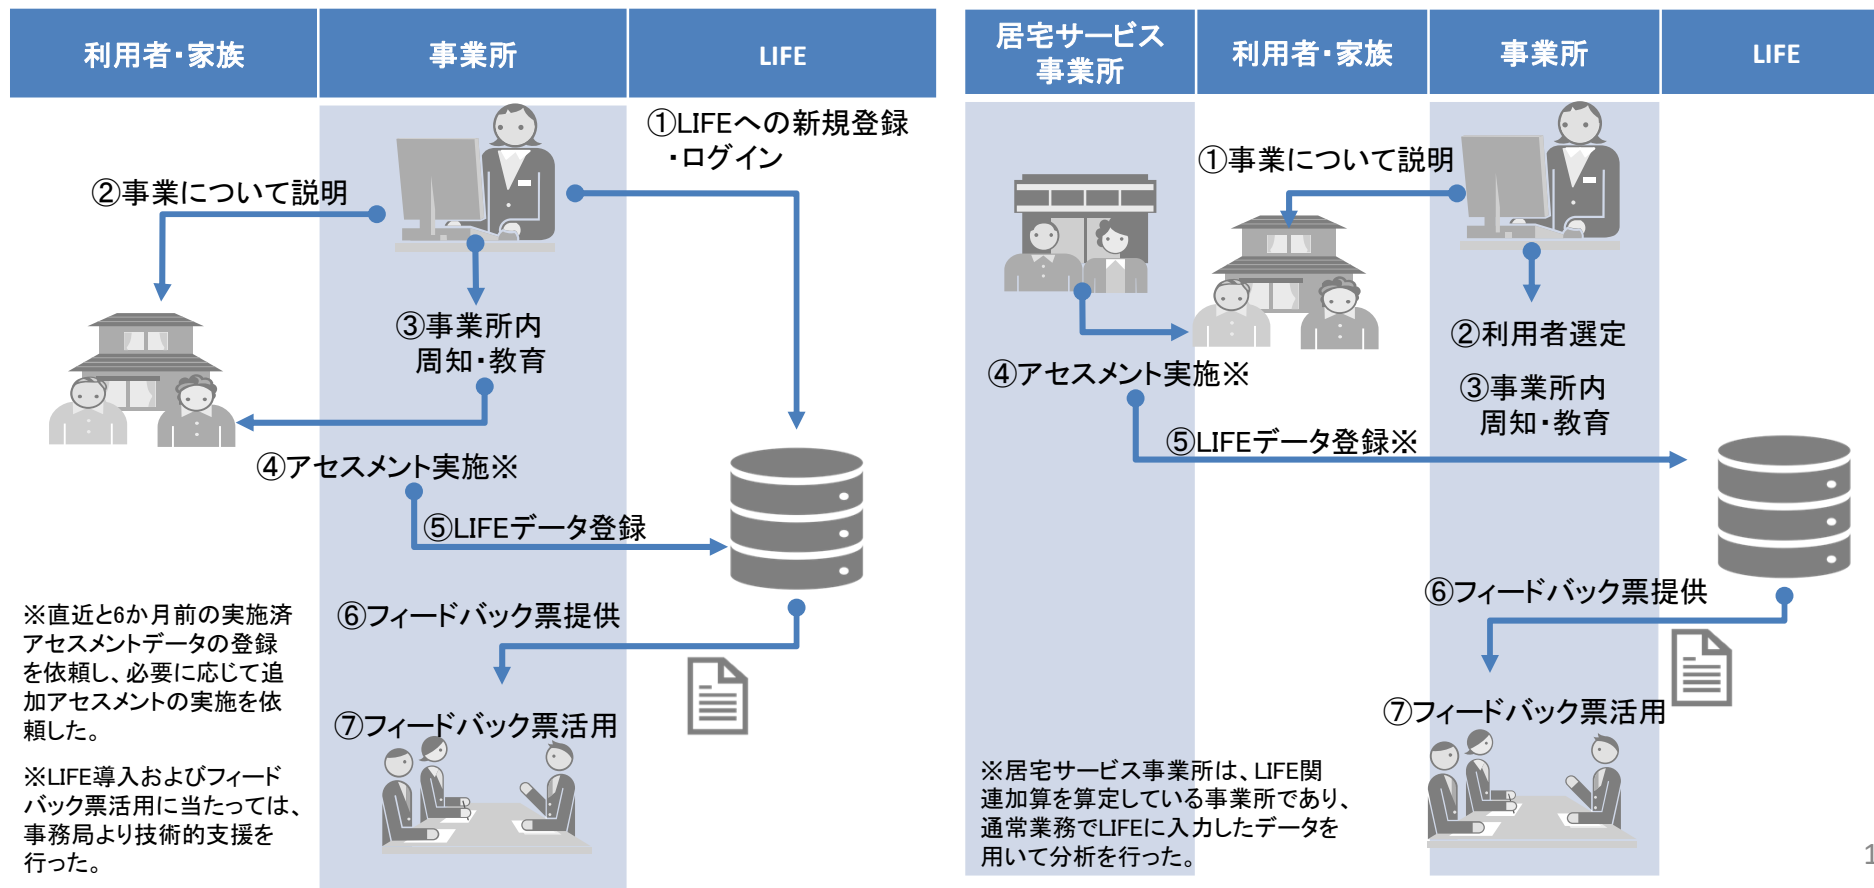 利用者・家族
事業所
LIFE
①LIFEへの新規登録
・ログイン
②事業について説明
③事業所内
周知・教育
④アセスメント実施※
⑤LIFEデータ登録
⑥フィードバック票提供
⑦フィードバック票活用
※直近と6か月前の実施済
アセスメントデータの登録
を依頼し、必要に応じて追
加アセスメントの実施を依
頼した。
※LIFE導入およびフィード
バック票活用に当たっては、
事務局より技術的支援を
行った。
居宅サービス
事業所
利用者・家族
事業所
LIFE
①事業について説明
②利用者選定
③事業所内
周知・教育
④アセスメント実施※
⑤LIFEデータ登録※
⑥フィードバック票提供
⑦フィードバック票活用
※居宅サービス事業所は、LIFE関
連加算を算定している事業所であり、
通常業務でLIFEに入力したデータを
用いて分析を行った。
1